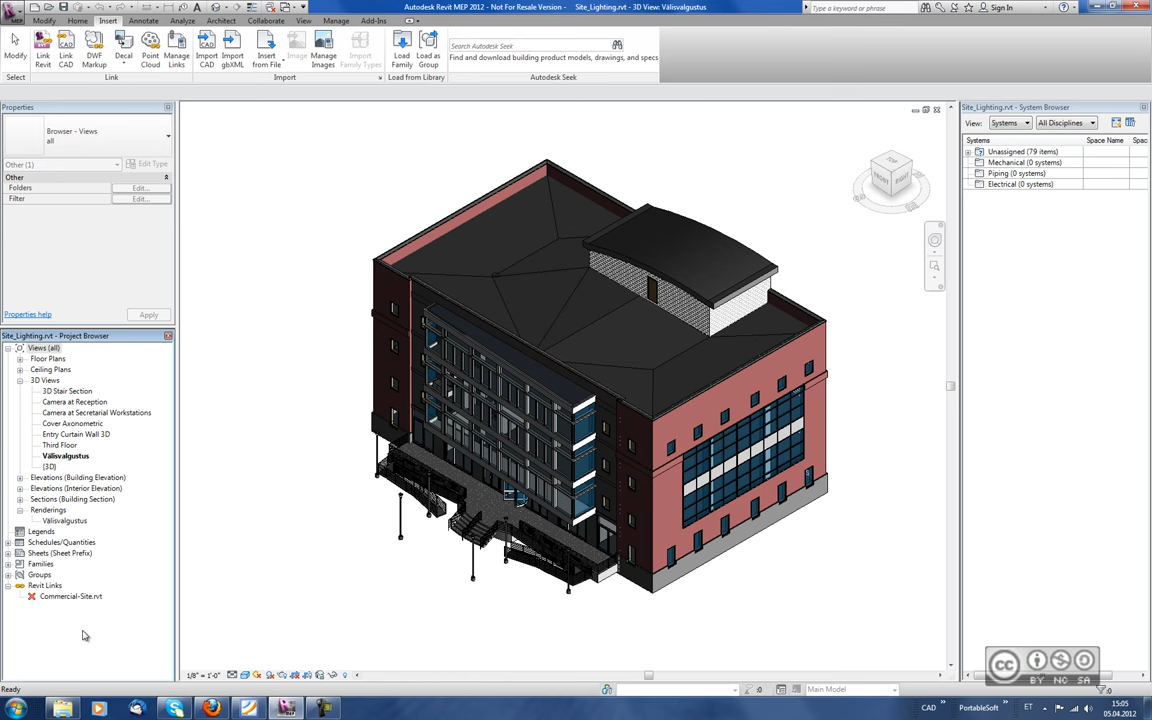 Autodesk Revit MEP 2012 - Not For Resale Version - Site_Lighting.rvt - 3D View: Välisvalgustus
Type a keyword or phrase
Sign In
Modify Home Insert Annotate Analyze Architect Collaborate View Manage Add-Ins
Modify
Link Revit
Link CAD
DWF Markup
Decal
Point Cloud
Manage Links
Import CAD
Import gbXML
Insert from File
Image
Manage Images
Import Family Types
Load Family
Load as Group
Search Autodesk Seek
Find and download building product models, drawings, and specs
Select Link Import Load from Library Autodesk Seek
Properties
Browser - Views
all
Other (1) Edit Type
Other
Folders Edit...
Filter Edit...
Properties help Apply
Site_Lighting.rvt - Project Browser
Views (all)
Floor Plans
Ceiling Plans
3D Views
3D Stair Section
Camera at Reception
Camera at Secretarial Workstations
Cover Axonometric
Entry Curtain Wall 3D
Third Floor
Välisvalgustus
{3D}
Elevations (Building Elevation)
Elevations (Interior Elevation)
Sections (Building Section)
Renderings
Välisvalgustus
Legends
Schedules/Quantities
Sheets (Sheet Prefix)
Families
Groups
Revit Links
Commercial-Site.rvt
TOP
FRONT RIGHT
Site_Lighting.rvt - System Browser
View: Systems All Disciplines
Systems Space Name Spac
Unassigned (79 items)
Mechanical (0 systems)
Piping (0 systems)
Electrical (0 systems)
1/8" = 1'-0"
Ready
:0 Main Model :0
cc
BY NC SA
CAD PortableSoft ET
15:05
05.04.2012